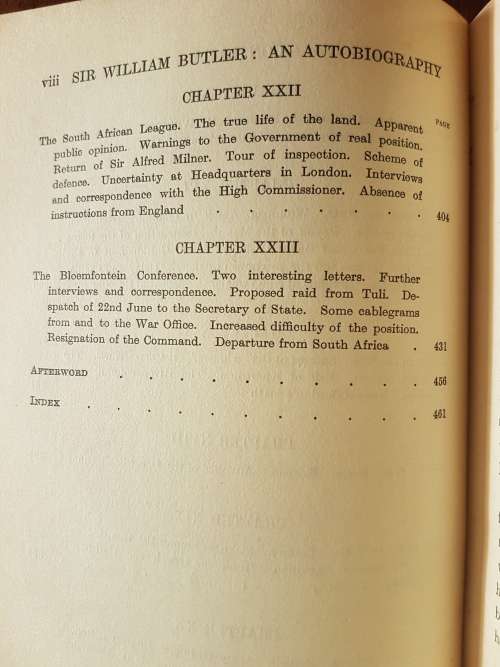 viii SIR WILLIAM BUTLER : AN AUTOBIOGRAPHY
CHAPTER XXII
PAGE
The South African League. The true life of the land. Apparent
public opinion. Warnings to the Government of real position.
Return of Sir Alfred Milner. Tour of inspection. Scheme of
defence. Uncertainty at Headquarters in London. Interviews
and correspondence with the High Commissioner. Absence of
instructions from England . . . . . . . 404
CHAPTER XXIII
The Bloemfontein Conference. Two interesting letters. Further
interviews and correspondence. Proposed raid from Tuli. De-
spatch of 22nd June to the Secretary of State. Some cablegrams
from and to the War Office. Increased difficulty of the position.
Resignation of the Command. Departure from South Africa . 431
AFTERWORD . . . . . . . . . . 456
INDEX . . . . . . . . . . . 461